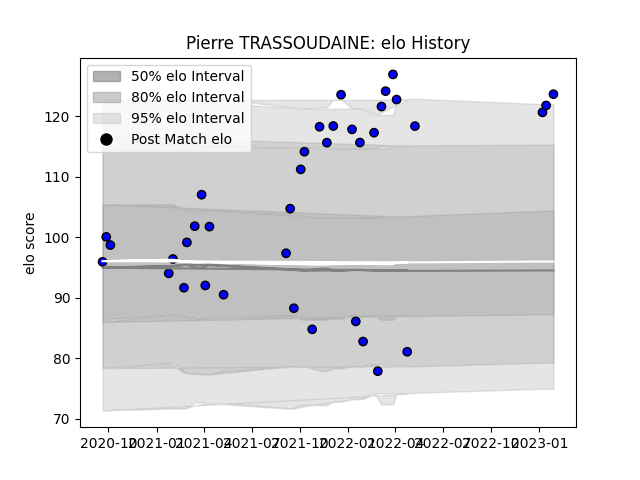 Pierre TRASSOUDAINE: elo History
50% elo Interval
80% elo Interval
95% elo Interval
Post Match elo
elo score
120
110
100
90
80
70
2020-10
2021-01
2021-04
2021-07
2021-10
2022-01
2022-04
2022-07
2022-10
2023-01